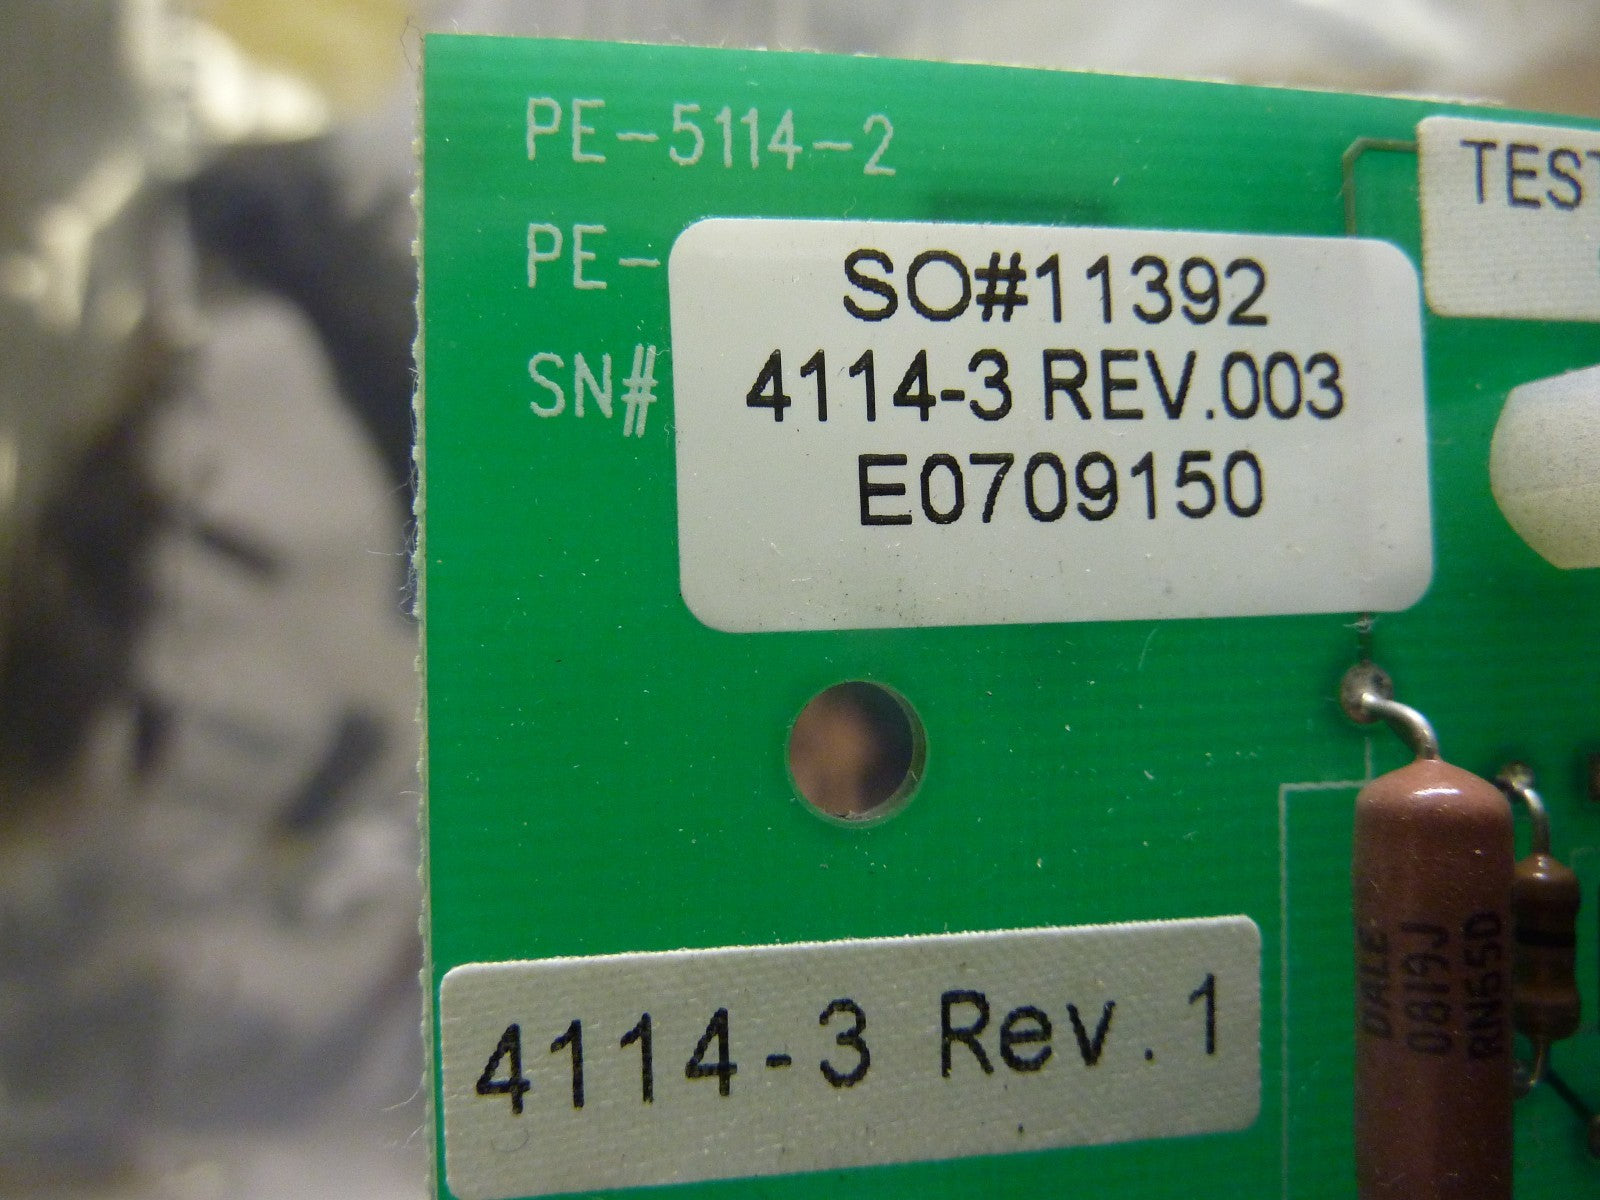 PE-5114-2
TEST
PE-
SO#11392
SN#
4114-3 REV.003
E0709150
4114-3 Rev. 1
DALE
0819J
RN65D